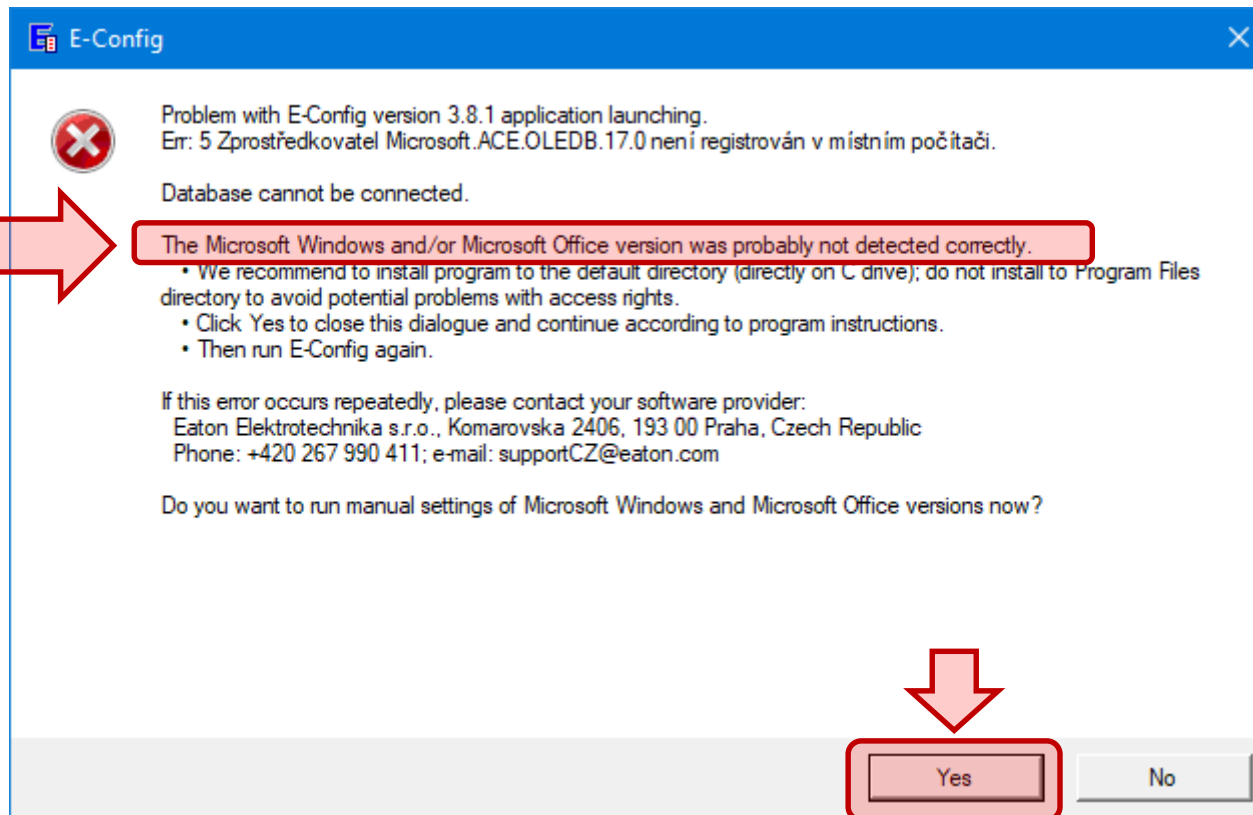 E-Config
Problem with E-Config version 3.8.1 application launching.
Err: 5 Zprostředkovatel Microsoft.ACE.OLEDB.17.0 není registrován v místním počítači.
Database cannot be connected.
The Microsoft Windows and/or Microsoft Office version was probably not detected correctly.
• We recommend to install program to the default directory (directly on C drive); do not install to Program Files
directory to avoid potential problems with access rights.
• Click Yes to close this dialogue and continue according to program instructions.
• Then run E-Config again.
If this error occurs repeatedly, please contact your software provider:
Eaton Elektrotechnika s.r.o., Komarovska 2406, 193 00 Praha, Czech Republic
Phone: +420 267 990 411; e-mail: supportCZ@eaton.com
Do you want to run manual settings of Microsoft Windows and Microsoft Office versions now?
Yes No